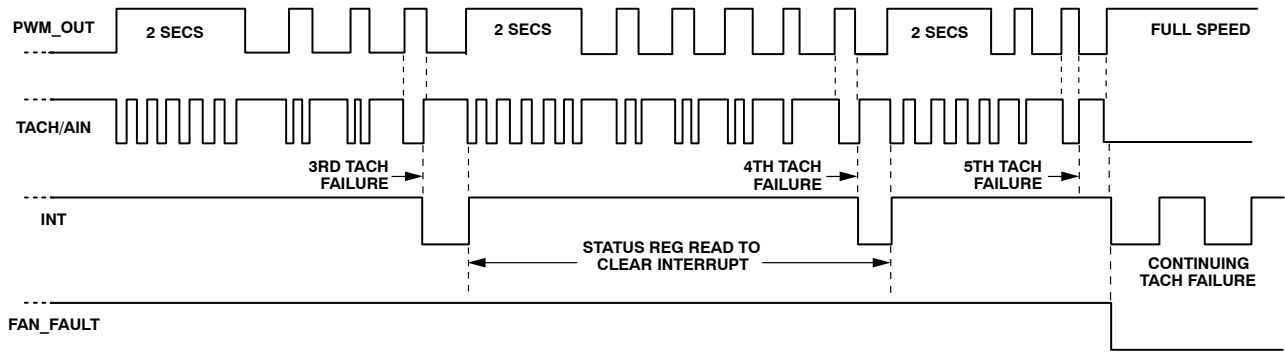 PWM_OUT
2 SECS
2 SECS
2 SECS
FULL SPEED
TACH/AIN
3RD TACH
FAILURE
4TH TACH
FAILURE
5TH TACH
FAILURE
INT
STATUS REG READ TO
CLEAR INTERRUPT
CONTINUING
TACH FAILURE
FAN_FAULT